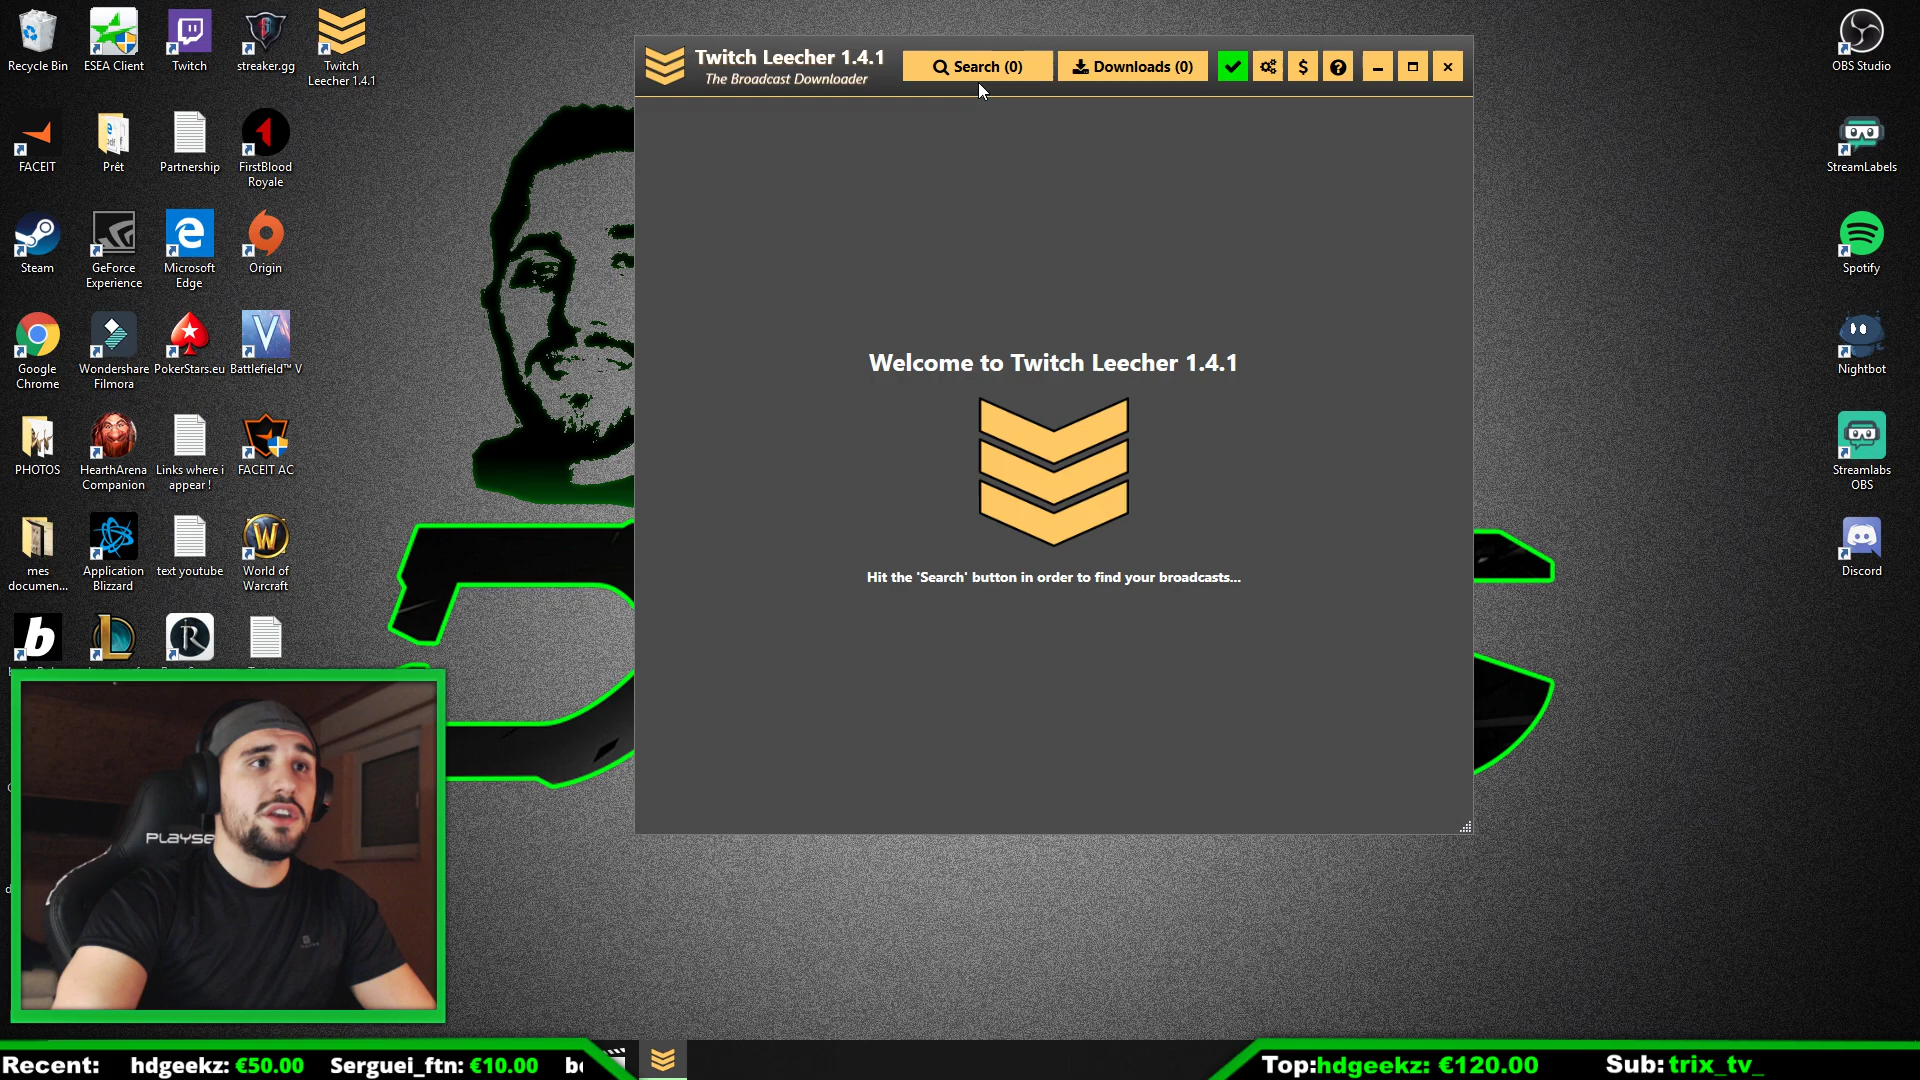 Recycle Bin
ESEA Client
Twitch
streaker.gg
Twitch
Leecher 1.4.1
FACEIT
Prêt
Partnership
FirstBlood
Royale
Steam
GeForce
Experience
Microsoft
Edge
Origin
Google
Chrome
Wondershare
Filmora
PokerStars.eu
Battlefield™ V
PHOTOS
HearthArena
Companion
Links where i
appear !
FACEIT AC
mes
documen...
Application
Blizzard
text youtube
World of
Warcraft
Twitch Leecher 1.4.1
The Broadcast Downloader
Search (0)
Downloads (0)
Welcome to Twitch Leecher 1.4.1
Hit the 'Search' button in order to find your broadcasts...
OBS Studio
StreamLabels
Spotify
Nightbot
Streamlabs
OBS
Discord
PLAYSE
Recent: hdgeekz: €50.00 Serguei_ftn: €10.00
Top:hdgeekz: €120.00
Sub: trix_tv_